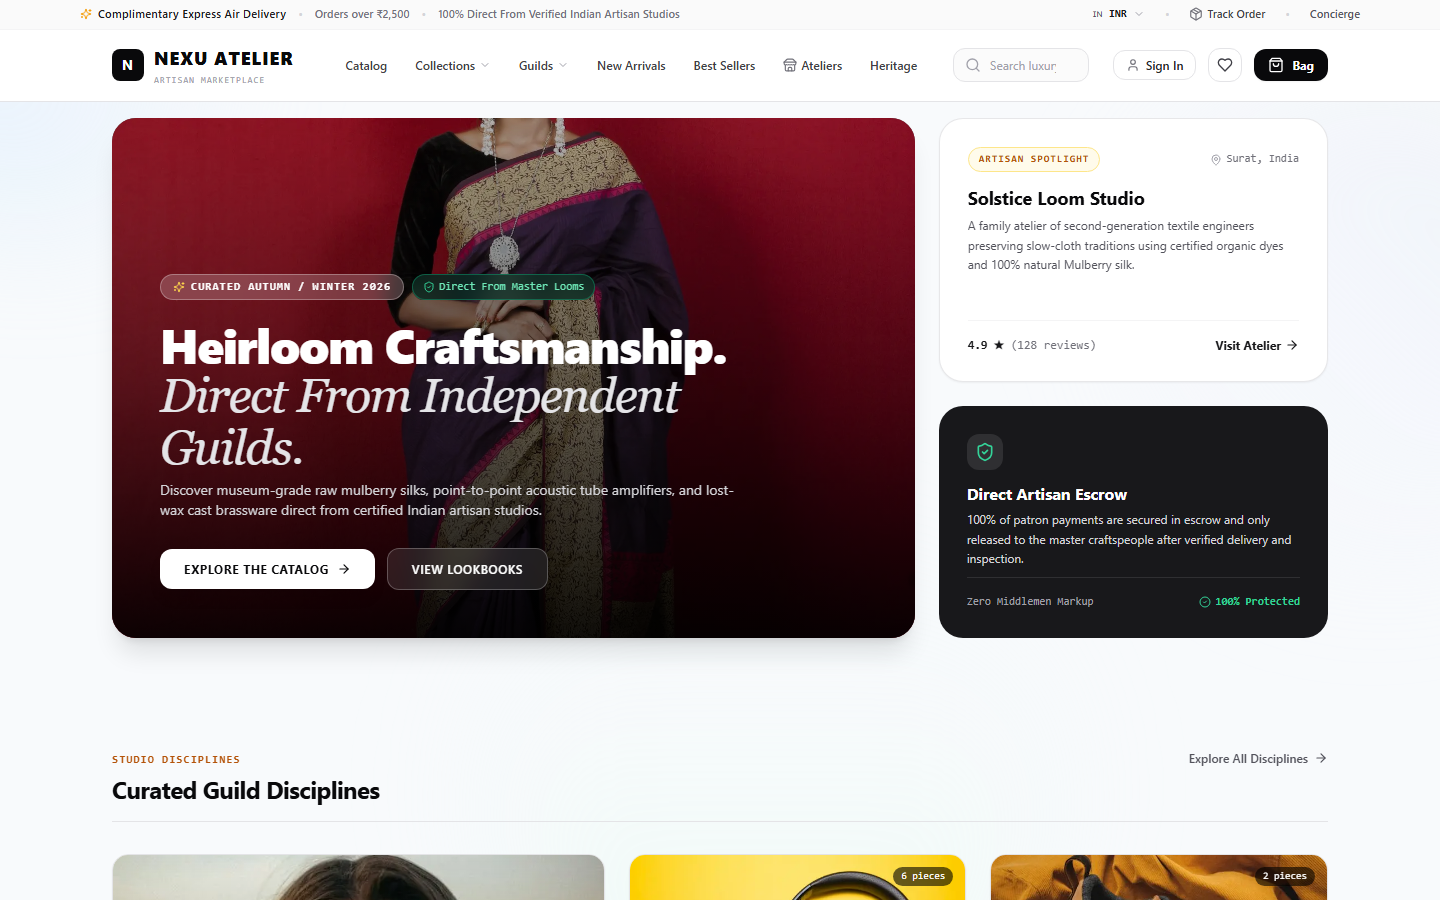 Complimentary Express Air Delivery • Orders over ₹2,500 • 100% Direct From Verified Indian Artisan Studios
IN INR • Track Order • Concierge
N
NEXU ATELIER
ARTISAN MARKETPLACE
Catalog
Collections
Guilds
New Arrivals
Best Sellers
Ateliers
Heritage
Search luxur
Sign In
Bag
CURATED AUTUMN / WINTER 2026
Direct From Master Looms
Heirloom Craftsmanship.
Direct From Independent
Guilds.
Discover museum-grade raw mulberry silks, point-to-point acoustic tube amplifiers, and lost-
wax cast brassware direct from certified Indian artisan studios.
EXPLORE THE CATALOG →
VIEW LOOKBOOKS
ARTISAN SPOTLIGHT
Surat, India
Solstice Loom Studio
A family atelier of second-generation textile engineers
preserving slow-cloth traditions using certified organic dyes
and 100% natural Mulberry silk.
4.9 ★ (128 reviews)
Visit Atelier →
Direct Artisan Escrow
100% of patron payments are secured in escrow and only
released to the master craftspeople after verified delivery and
inspection.
Zero Middlemen Markup
100% Protected
STUDIO DISCIPLINES
Curated Guild Disciplines
Explore All Disciplines →
6 pieces
2 pieces